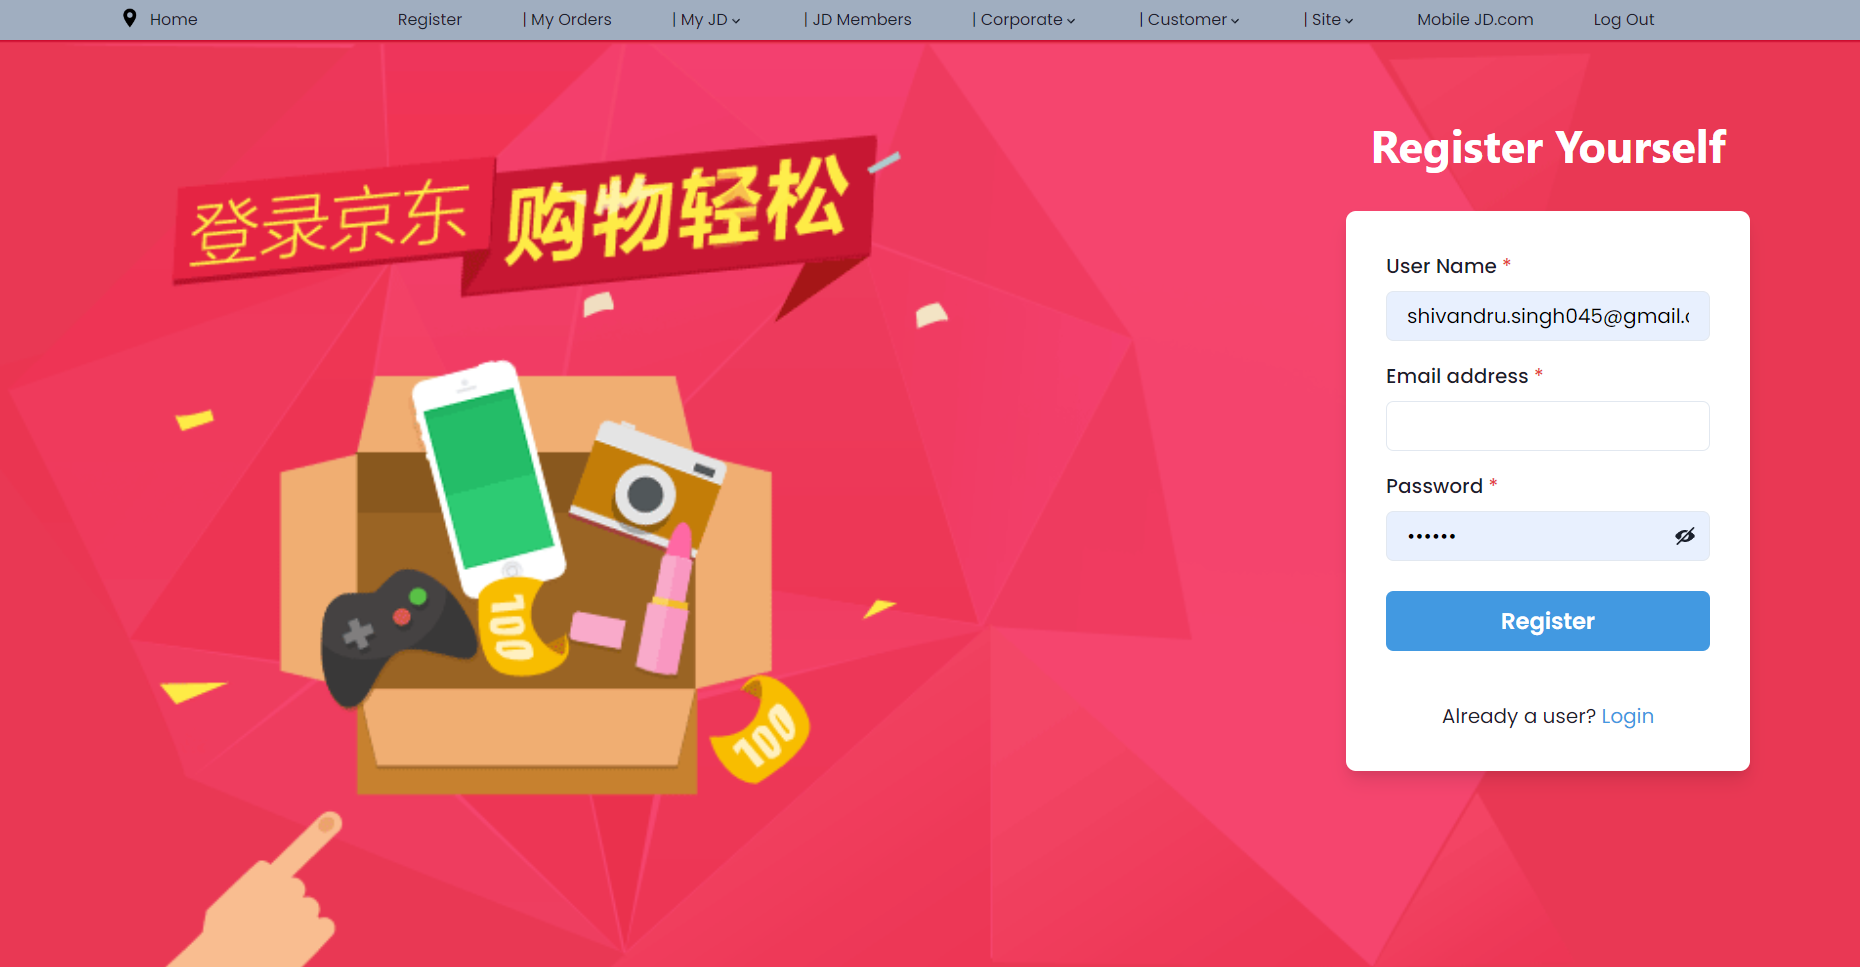 Home Register | My Orders | My JD | JD Members | Corporate | Customer | Site Mobile JD.com Log Out
登录京东 购物轻松
100
100
Register Yourself
User Name *
shivandru.singh045@gmail.c
Email address *
Password *
••••••
Register
Already a user? Login